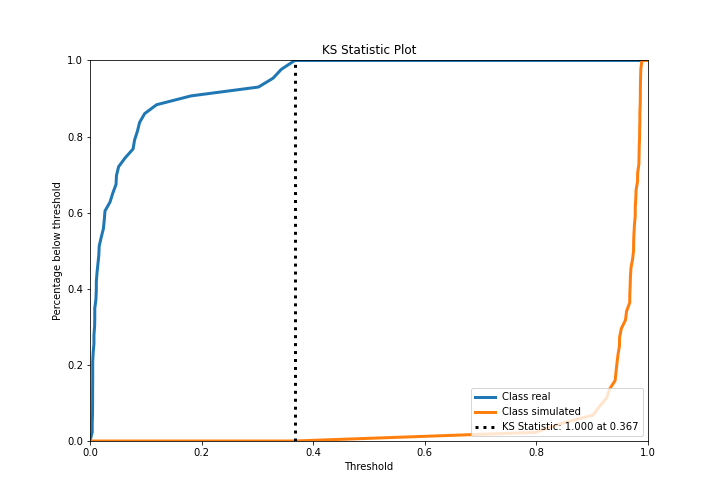 KS Statistic Plot
1.0
0.8
0.6
0.4
0.2
0.0
Percentage below threshold
Class real
Class simulated
KS Statistic: 1.000 at 0.367
0.0 0.2 0.4 0.6 0.8 1.0
Threshold